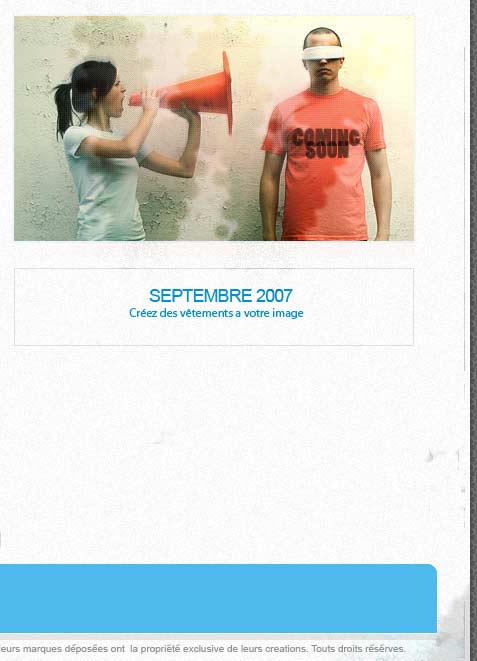 COMING
SOON
SEPTEMBRE 2007
Créez des vêtements a votre image
eurs marques déposées ont la propriété exclusive de leurs creations. Touts droits résérves.